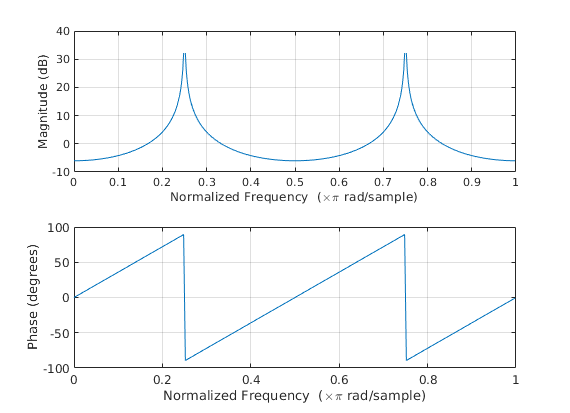 40
30
20
10
0
-10
Magnitude (dB)
0 0.1 0.2 0.3 0.4 0.5 0.6 0.7 0.8 0.9 1
Normalized Frequency (×π rad/sample)
100
50
0
-50
-100
Phase (degrees)
0 0.2 0.4 0.6 0.8 1
Normalized Frequency (×π rad/sample)